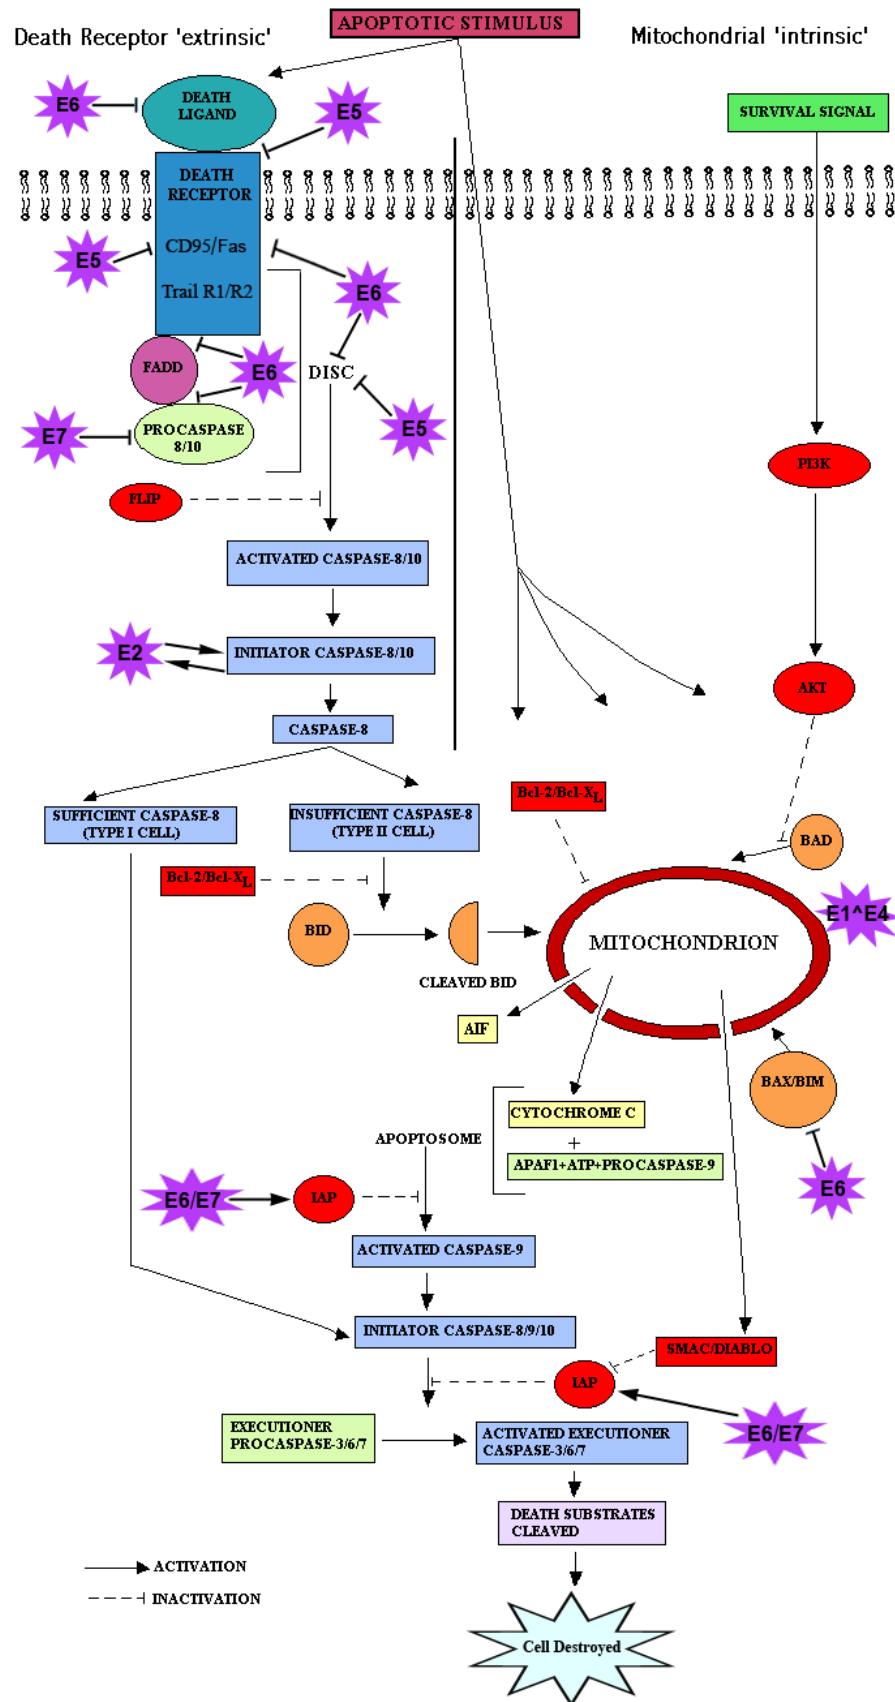 APOPTOTIC STIMULUS
Death Receptor 'extrinsic'
Mitochondrial 'intrinsic'
E6
DEATH
LIGAND
E5
SURVIVAL SIGNAL
DEATH
RECEPTOR
CD95/Fas
Trail R1/R2
E5
E6
FADD
E6
DISC
E7
PROCASPASE
8/10
E5
PI3K
FLIP
ACTIVATED CASPASE-8/10
E2
INITIATOR CASPASE-8/10
AKT
CASPASE-8
SUFFICIENT CASPASE-8
(TYPE I CELL)
INSUFFICIENT CASPASE-8
(TYPE II CELL)
Bcl-2/Bcl-XL
BAD
Bcl-2/Bcl-XL
E1^E4
BID
MITOCHONDRION
CLEAVED BID
AIF
BAX/BIM
CYTOCHROME C
+
APAF1+ATP+PROCASPASE-9
APOPTOSOME
E6/E7
IAP
E6
ACTIVATED CASPASE-9
INITIATOR CASPASE-8/9/10
SMAC/DIABLO
IAP
E6/E7
EXECUTIONER
PROCASPASE-3/6/7
ACTIVATED EXECUTIONER
CASPASE-3/6/7
DEATH SUBSTRATES
CLEAVED
ACTIVATION
INACTIVATION
Cell Destroyed